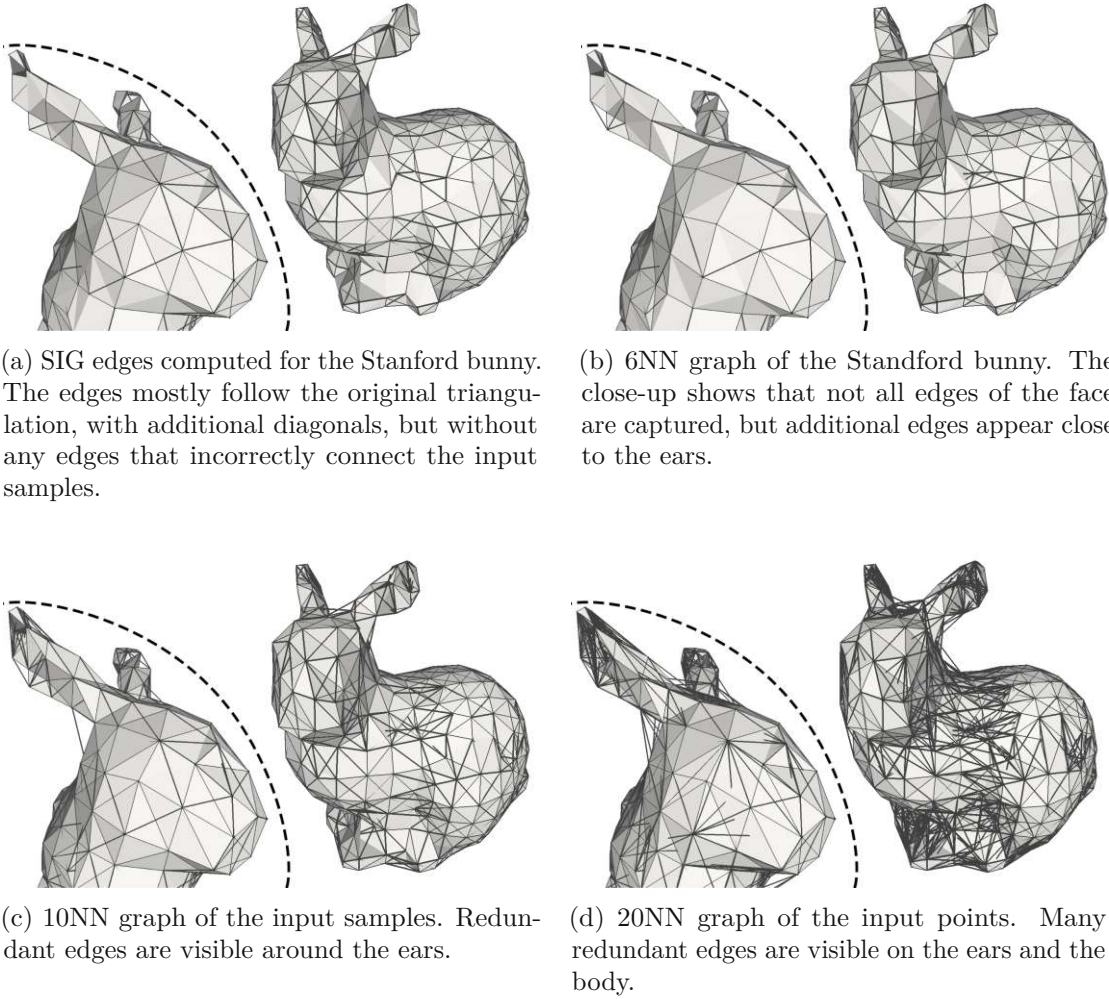 (a) SIG edges computed for the Stanford bunny.
The edges mostly follow the original triangu-
lation, with additional diagonals, but without
any edges that incorrectly connect the input
samples.
(b) 6NN graph of the Standford bunny. The
close-up shows that not all edges of the face
are captured, but additional edges appear close
to the ears.
(c) 10NN graph of the input samples. Redun-
dant edges are visible around the ears.
(d) 20NN graph of the input points. Many
redundant edges are visible on the ears and the
body.